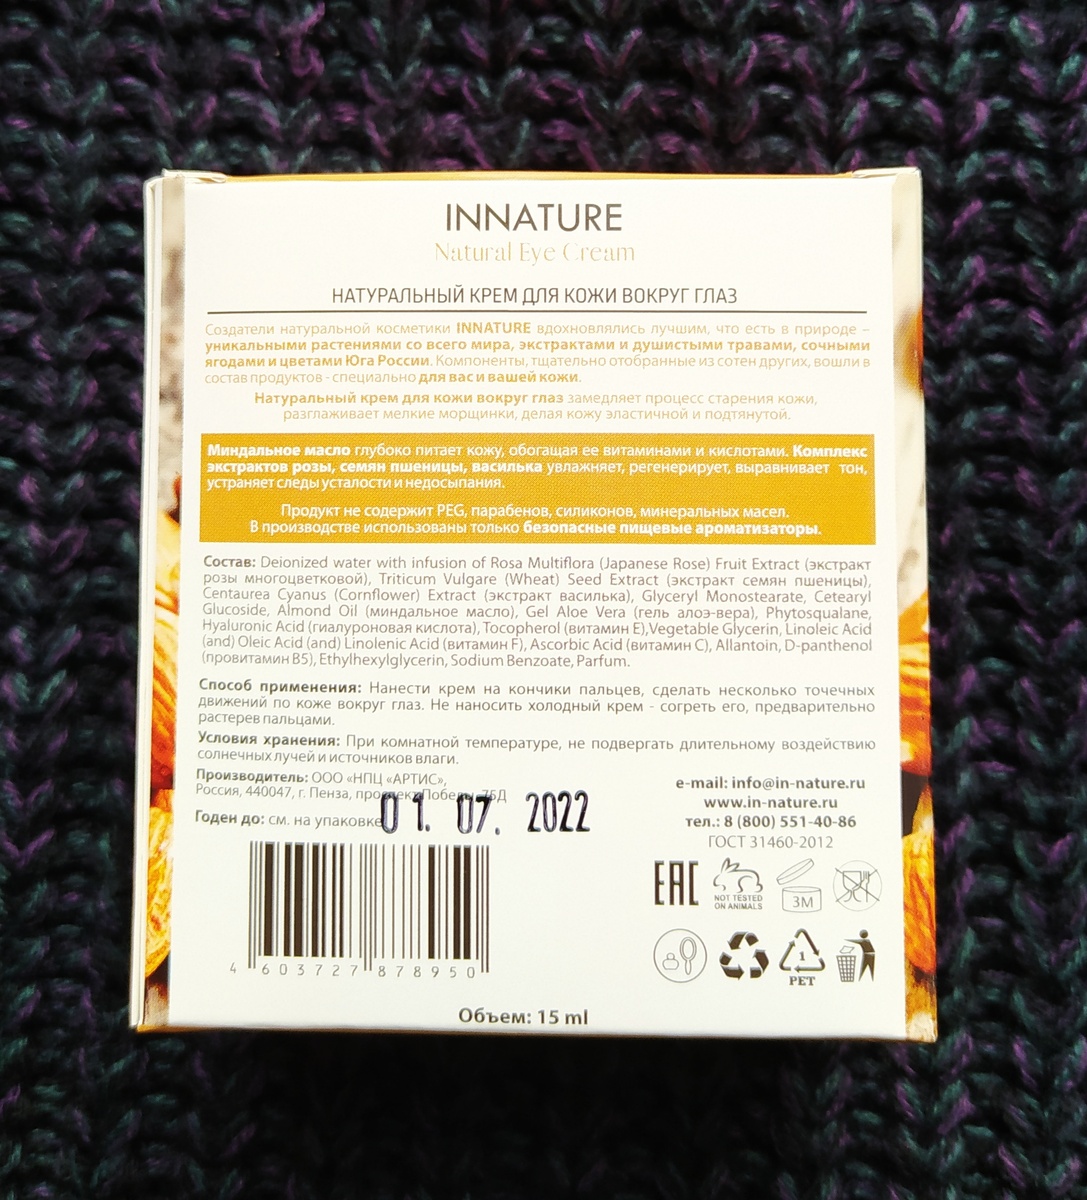 INNATURE
Natural Eye Cream
НАТУРАЛЬНЫЙ КРЕМ ДЛЯ КОЖИ ВОКРУГ ГЛАЗ
Создатели натуральной косметики INNATURE вдохновлялись лучшим, что есть в природе –
уникальными растениями со всего мира, экстрактами и душистыми травами, сочными
ягодами и цветами Юга России. Компоненты, тщательно отобранные из сотен других, вошли в
состав продуктов - специально для вас и вашей кожи.
Натуральный крем для кожи вокруг глаз замедляет процесс старения кожи,
разглаживает мелкие морщинки, делая кожу эластичной и подтянутой.
Миндальное масло глубоко питает кожу, обогащая ее витаминами и кислотами. Комплекс
экстрактов розы, семян пшеницы, василька увлажняет, регенерирует, выравнивает тон,
устраняет следы усталости и недосыпания.
Продукт не содержит PEG, парабенов, силиконов, минеральных масел.
В производстве использованы только безопасные пищевые ароматизаторы.
Состав: Deionized water with infusion of Rosa Multiflora (Japanese Rose) Fruit Extract (экстракт
розы многоцветковой), Triticum Vulgare (Wheat) Seed Extract (экстракт семян пшеницы),
Centaurea Cyanus (Cornflower) Extract (экстракт василька), Glyceryl Monostearate, Cetearyl
Glucoside, Almond Oil (миндальное масло), Gel Aloe Vera (гель алоэ-вера), Phytosqualane,
Hyaluronic Acid (гиалуроновая кислота), Tocopherol (витамин Е),Vegetable Glycerin, Linoleic Acid
(and) Oleic Acid (and) Linolenic Acid (витамин F), Ascorbic Acid (витамин С), Allantoin, D-panthenol
(провитамин B5), Ethylhexylglycerin, Sodium Benzoate, Parfum.
Способ применения: Нанести крем на кончики пальцев, сделать несколько точечных
движений по коже вокруг глаз. Не наносить холодный крем - согреть его, предварительно
растерев пальцами.
Условия хранения: При комнатной температуре, не подвергать длительному воздействию
солнечных лучей и источников влаги.
Производитель: ООО «НПЦ «АРТИС»,
Россия, 440047, г. Пенза, проспект Победы, 75Д
Годен до: см. на упаковке
01. 07. 2022
e-mail: info@in-nature.ru
www.in-nature.ru
тел.: 8 (800) 551-40-86
ГОСТ 31460-2012
EAC
NOT TESTED
ON ANIMALS
3M
1
PET
4 603727 878950
Объем: 15 ml